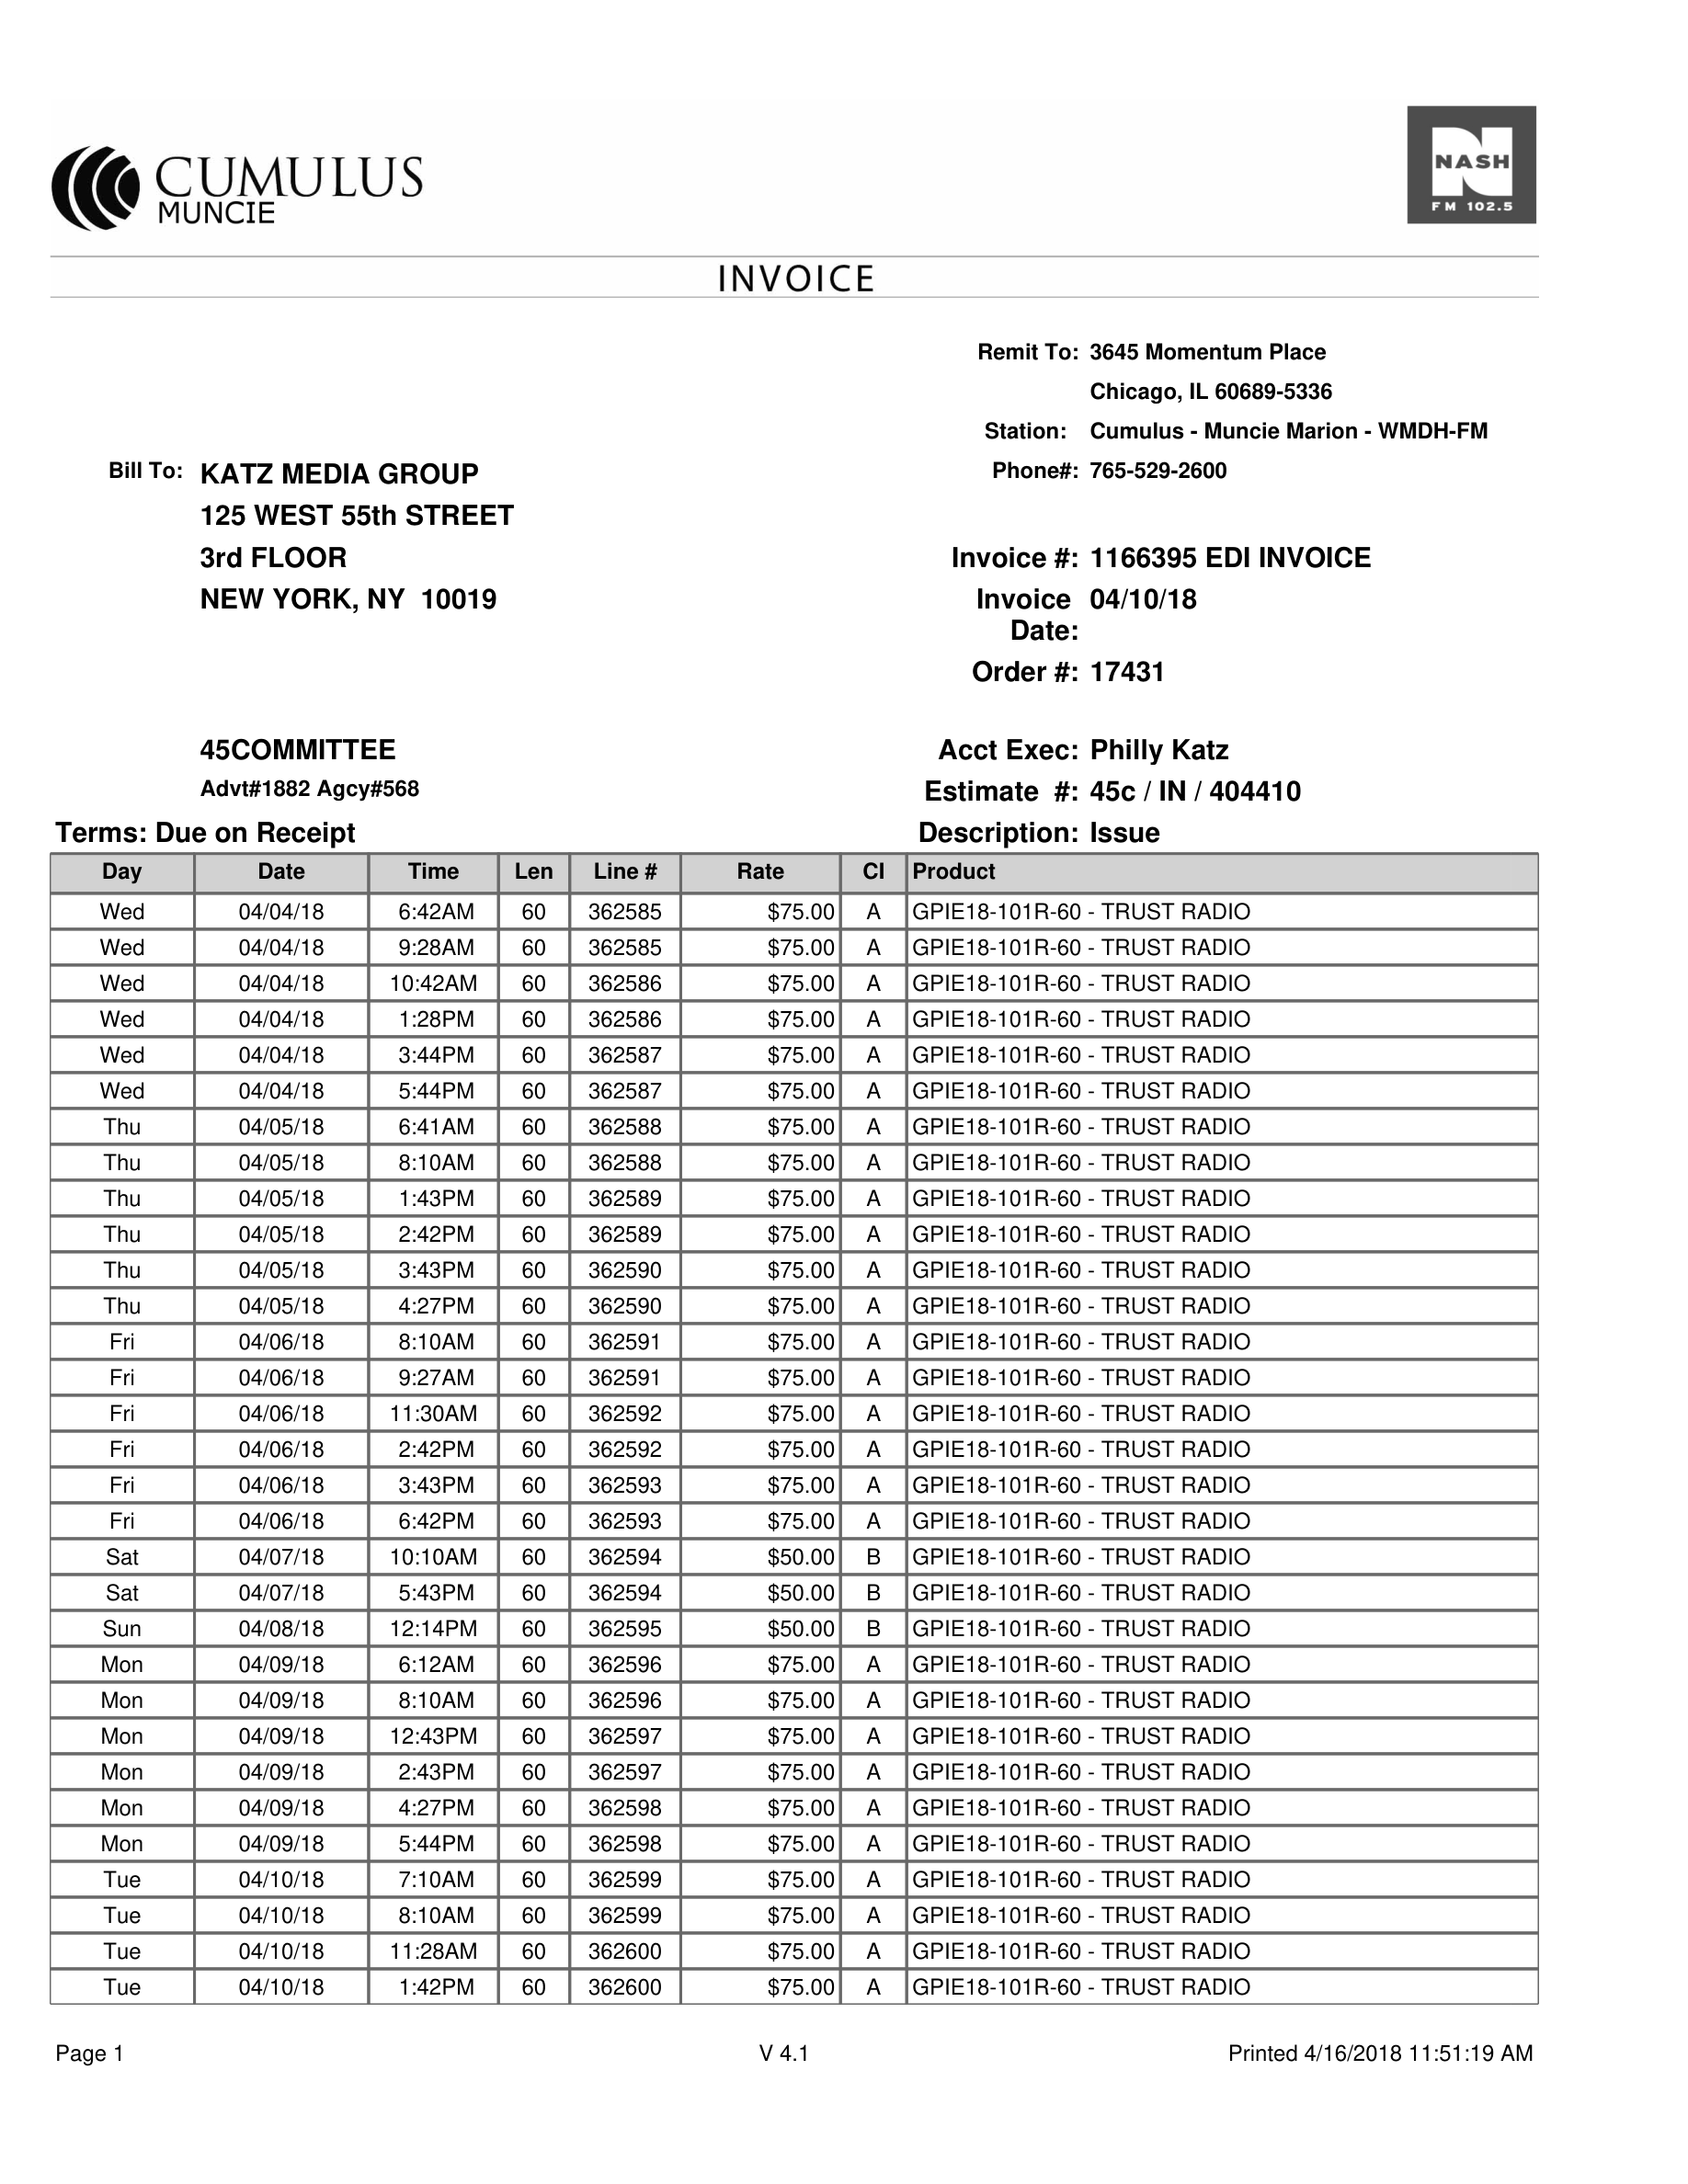 CUMULUS
MUNCIE
NASH
FM 102.5
INVOICE
Remit To: 3645 Momentum Place
Chicago, IL 60689-5336
Station: Cumulus - Muncie Marion - WMDH-FM
Bill To: KATZ MEDIA GROUP
Phone#: 765-529-2600
125 WEST 55th STREET
3rd FLOOR
Invoice #: 1166395 EDI INVOICE
NEW YORK, NY 10019
Invoice Date: 04/10/18
Order #: 17431
45COMMITTEE
Acct Exec: Philly Katz
Advt#1882 Agcy#568
Estimate #: 45c / IN / 404410
Terms: Due on Receipt
Description: Issue
Day Date Time Len Line # Rate Cl Product
Wed 04/04/18 6:42AM 60 362585 $75.00 A GPIE18-101R-60 - TRUST RADIO
Wed 04/04/18 9:28AM 60 362585 $75.00 A GPIE18-101R-60 - TRUST RADIO
Wed 04/04/18 10:42AM 60 362586 $75.00 A GPIE18-101R-60 - TRUST RADIO
Wed 04/04/18 1:28PM 60 362586 $75.00 A GPIE18-101R-60 - TRUST RADIO
Wed 04/04/18 3:44PM 60 362587 $75.00 A GPIE18-101R-60 - TRUST RADIO
Wed 04/04/18 5:44PM 60 362587 $75.00 A GPIE18-101R-60 - TRUST RADIO
Thu 04/05/18 6:41AM 60 362588 $75.00 A GPIE18-101R-60 - TRUST RADIO
Thu 04/05/18 8:10AM 60 362588 $75.00 A GPIE18-101R-60 - TRUST RADIO
Thu 04/05/18 1:43PM 60 362589 $75.00 A GPIE18-101R-60 - TRUST RADIO
Thu 04/05/18 2:42PM 60 362589 $75.00 A GPIE18-101R-60 - TRUST RADIO
Thu 04/05/18 3:43PM 60 362590 $75.00 A GPIE18-101R-60 - TRUST RADIO
Thu 04/05/18 4:27PM 60 362590 $75.00 A GPIE18-101R-60 - TRUST RADIO
Fri 04/06/18 8:10AM 60 362591 $75.00 A GPIE18-101R-60 - TRUST RADIO
Fri 04/06/18 9:27AM 60 362591 $75.00 A GPIE18-101R-60 - TRUST RADIO
Fri 04/06/18 11:30AM 60 362592 $75.00 A GPIE18-101R-60 - TRUST RADIO
Fri 04/06/18 2:42PM 60 362592 $75.00 A GPIE18-101R-60 - TRUST RADIO
Fri 04/06/18 3:43PM 60 362593 $75.00 A GPIE18-101R-60 - TRUST RADIO
Fri 04/06/18 6:42PM 60 362593 $75.00 A GPIE18-101R-60 - TRUST RADIO
Sat 04/07/18 10:10AM 60 362594 $50.00 B GPIE18-101R-60 - TRUST RADIO
Sat 04/07/18 5:43PM 60 362594 $50.00 B GPIE18-101R-60 - TRUST RADIO
Sun 04/08/18 12:14PM 60 362595 $50.00 B GPIE18-101R-60 - TRUST RADIO
Mon 04/09/18 6:12AM 60 362596 $75.00 A GPIE18-101R-60 - TRUST RADIO
Mon 04/09/18 8:10AM 60 362596 $75.00 A GPIE18-101R-60 - TRUST RADIO
Mon 04/09/18 12:43PM 60 362597 $75.00 A GPIE18-101R-60 - TRUST RADIO
Mon 04/09/18 2:43PM 60 362597 $75.00 A GPIE18-101R-60 - TRUST RADIO
Mon 04/09/18 4:27PM 60 362598 $75.00 A GPIE18-101R-60 - TRUST RADIO
Mon 04/09/18 5:44PM 60 362598 $75.00 A GPIE18-101R-60 - TRUST RADIO
Tue 04/10/18 7:10AM 60 362599 $75.00 A GPIE18-101R-60 - TRUST RADIO
Tue 04/10/18 8:10AM 60 362599 $75.00 A GPIE18-101R-60 - TRUST RADIO
Tue 04/10/18 11:28AM 60 362600 $75.00 A GPIE18-101R-60 - TRUST RADIO
Tue 04/10/18 1:42PM 60 362600 $75.00 A GPIE18-101R-60 - TRUST RADIO
Page 1 V 4.1 Printed 4/16/2018 11:51:19 AM